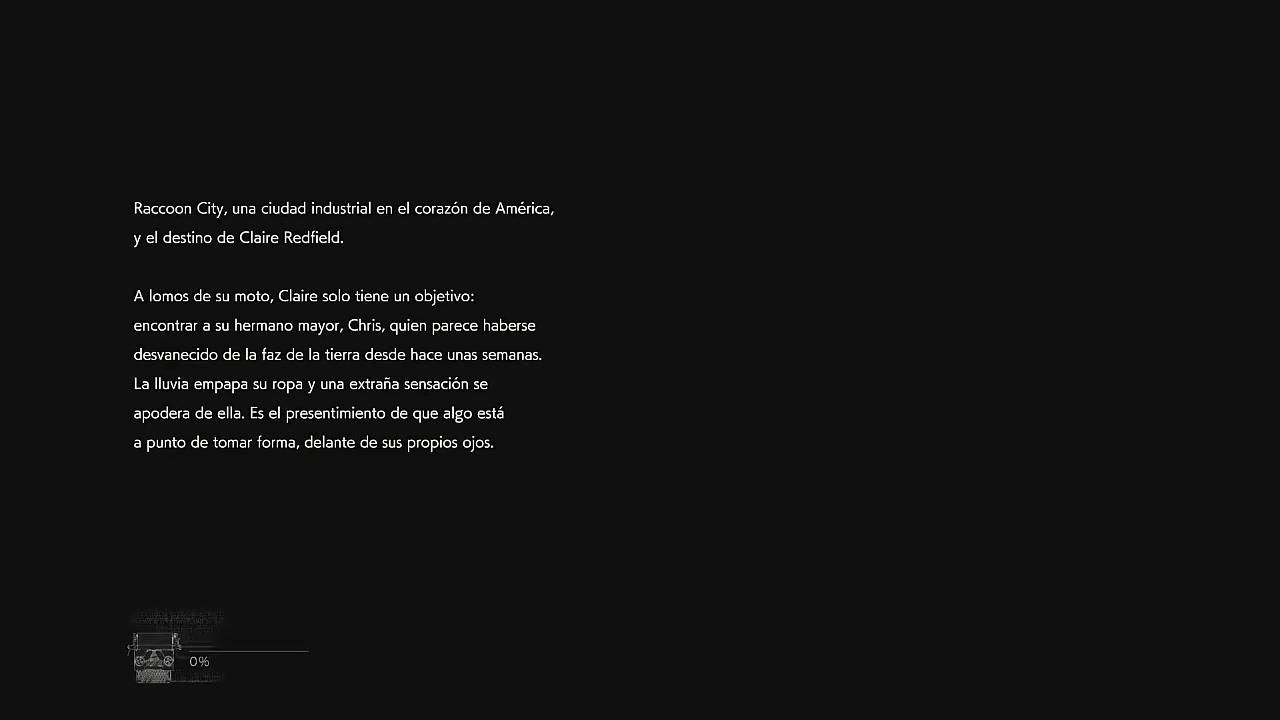 Raccoon City, una ciudad industrial en el corazón de América,
y el destino de Claire Redfield.
A lomos de su moto, Claire solo tiene un objetivo:
encontrar a su hermano mayor, Chris, quien parece haberse
desvanecido de la faz de la tierra desde hace unas semanas.
La lluvia empapa su ropa y una extraña sensación se
apodera de ella. Es el presentimiento de que algo está
a punto de tomar forma, delante de sus propios ojos.
0%